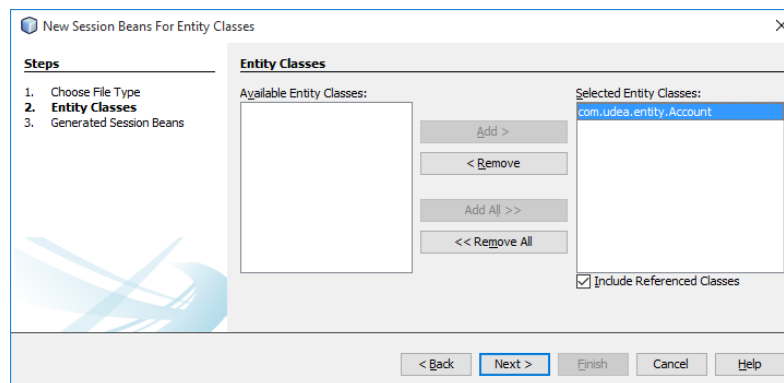 New Session Beans For Entity Classes
Steps
1. Choose File Type
2. Entity Classes
3. Generated Session Beans
Entity Classes
Available Entity Classes:
Add >
< Remove
Add All >>
<< Remove All
Selected Entity Classes:
com.udea.entity.Account
Include Referenced Classes
< Back
Next >
Finish
Cancel
Help